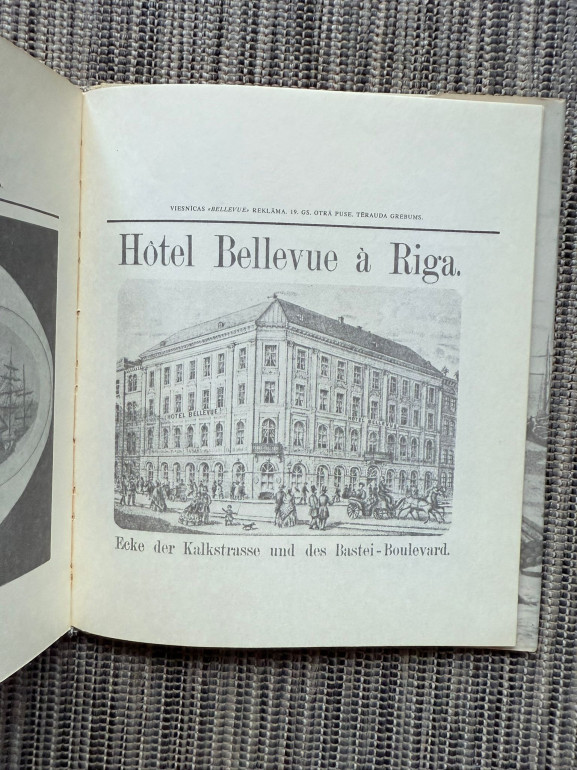 VIESNĪCAS «BELLEVUE» REKLĀMA. 19. GS. OTRĀ PUSE. TĒRAUDA GREBUMS.
Hôtel Bellevue à Riga.
HOTEL BELLEVUE
Ecke der Kalkstrasse und des Bastei-Boulevard.